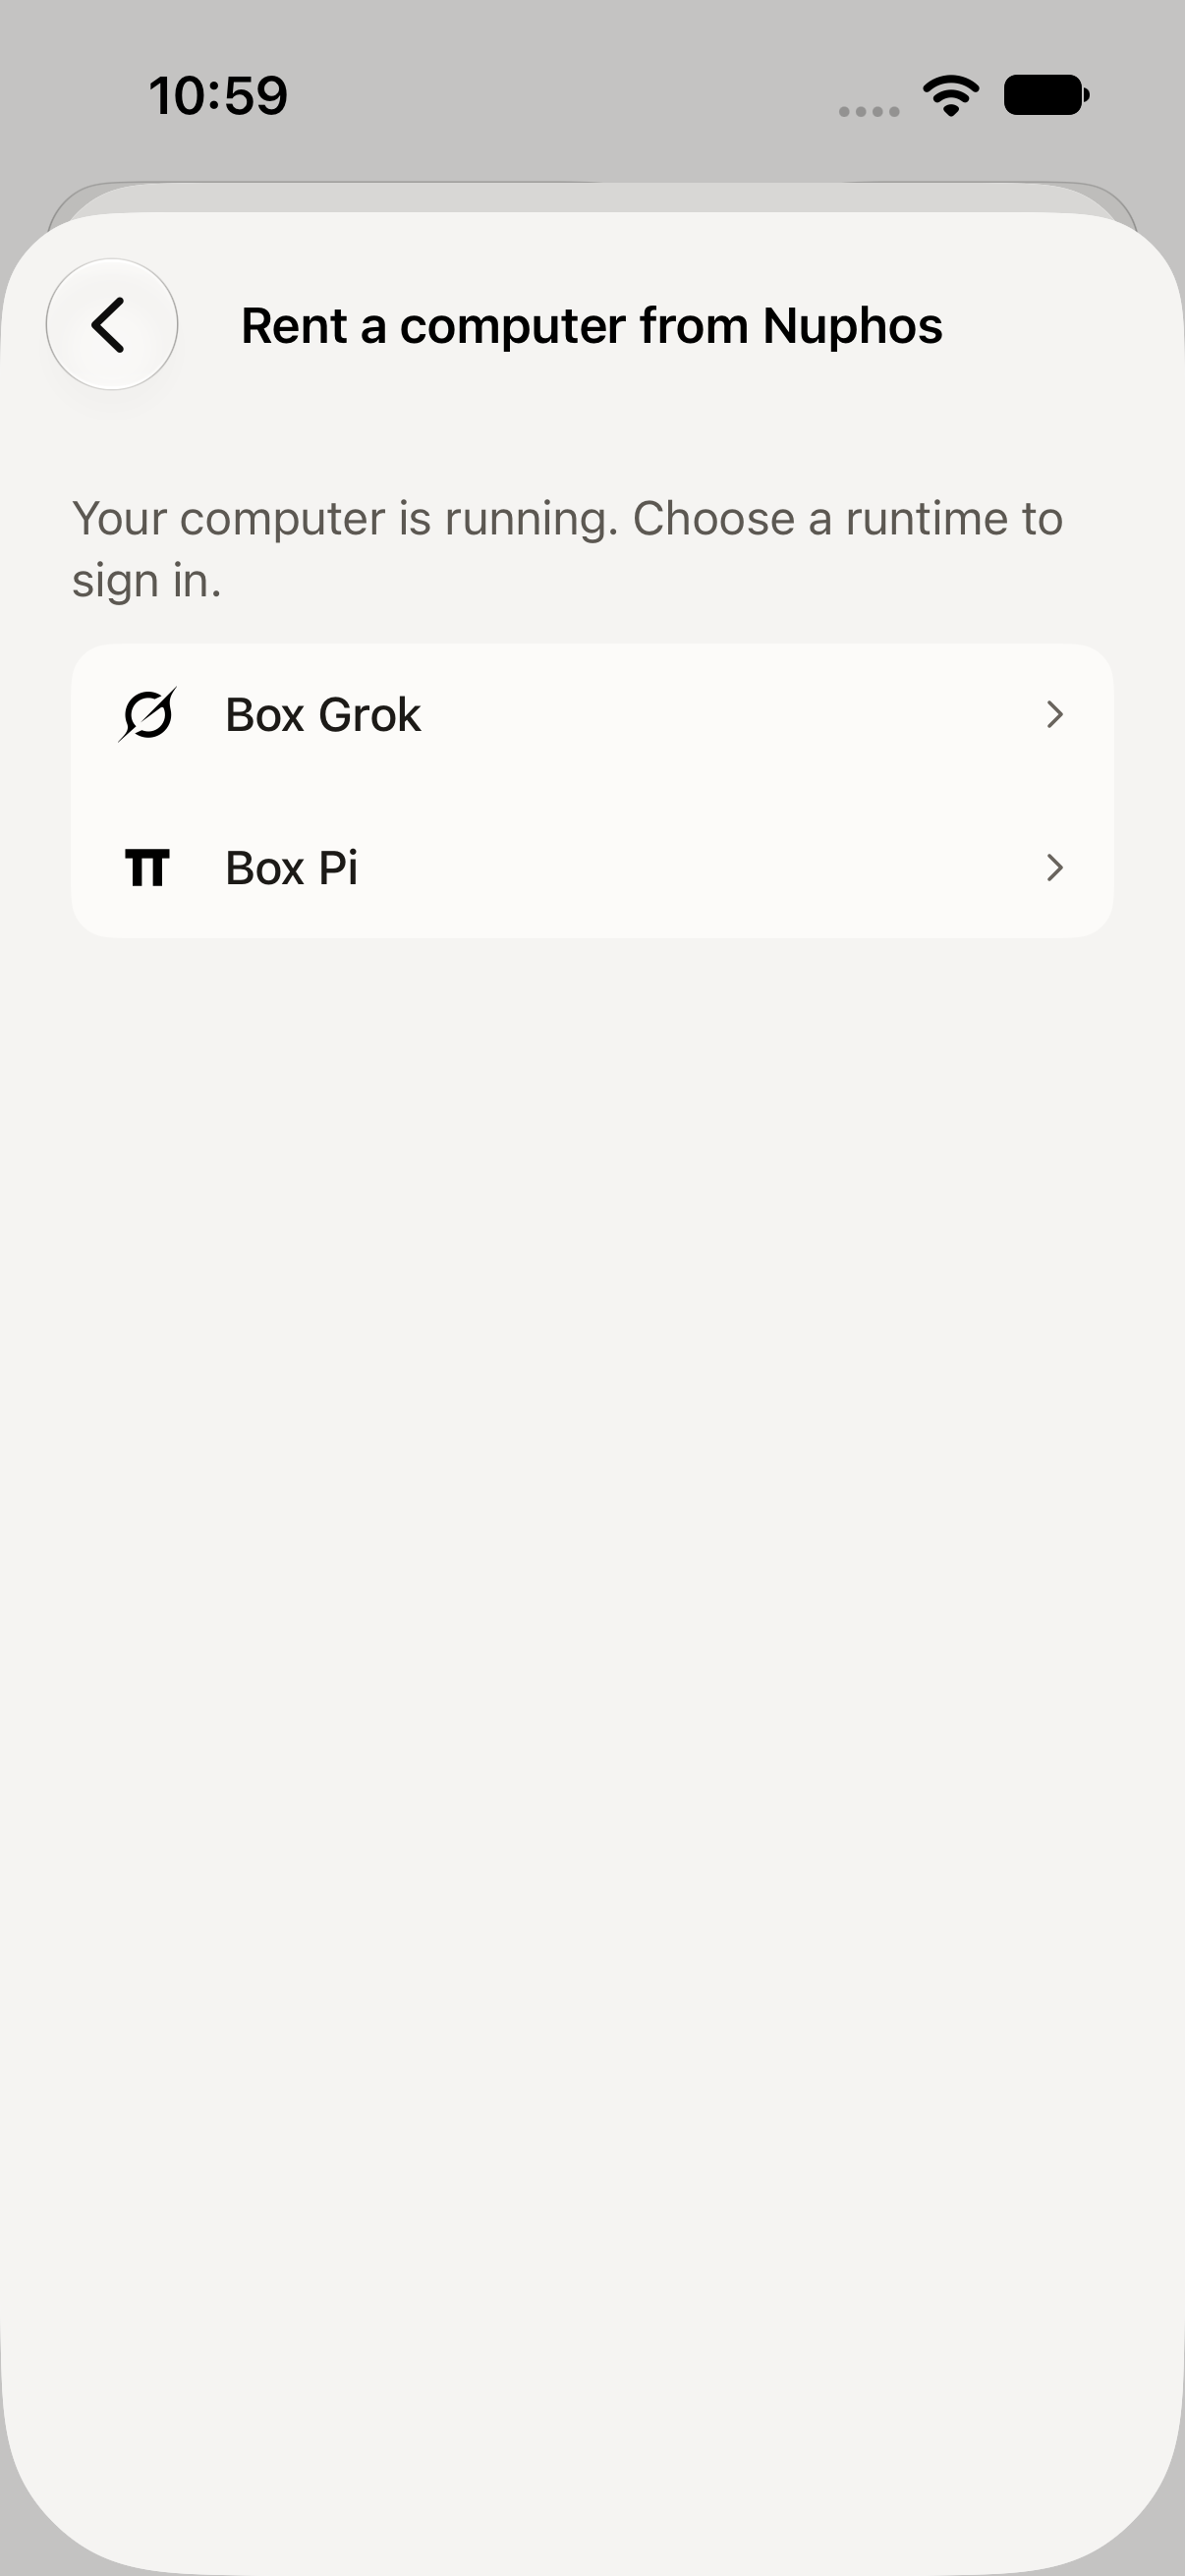 10:59
Rent a computer from Nuphos
Your computer is running. Choose a runtime to
sign in.
Box Grok
Box Pi